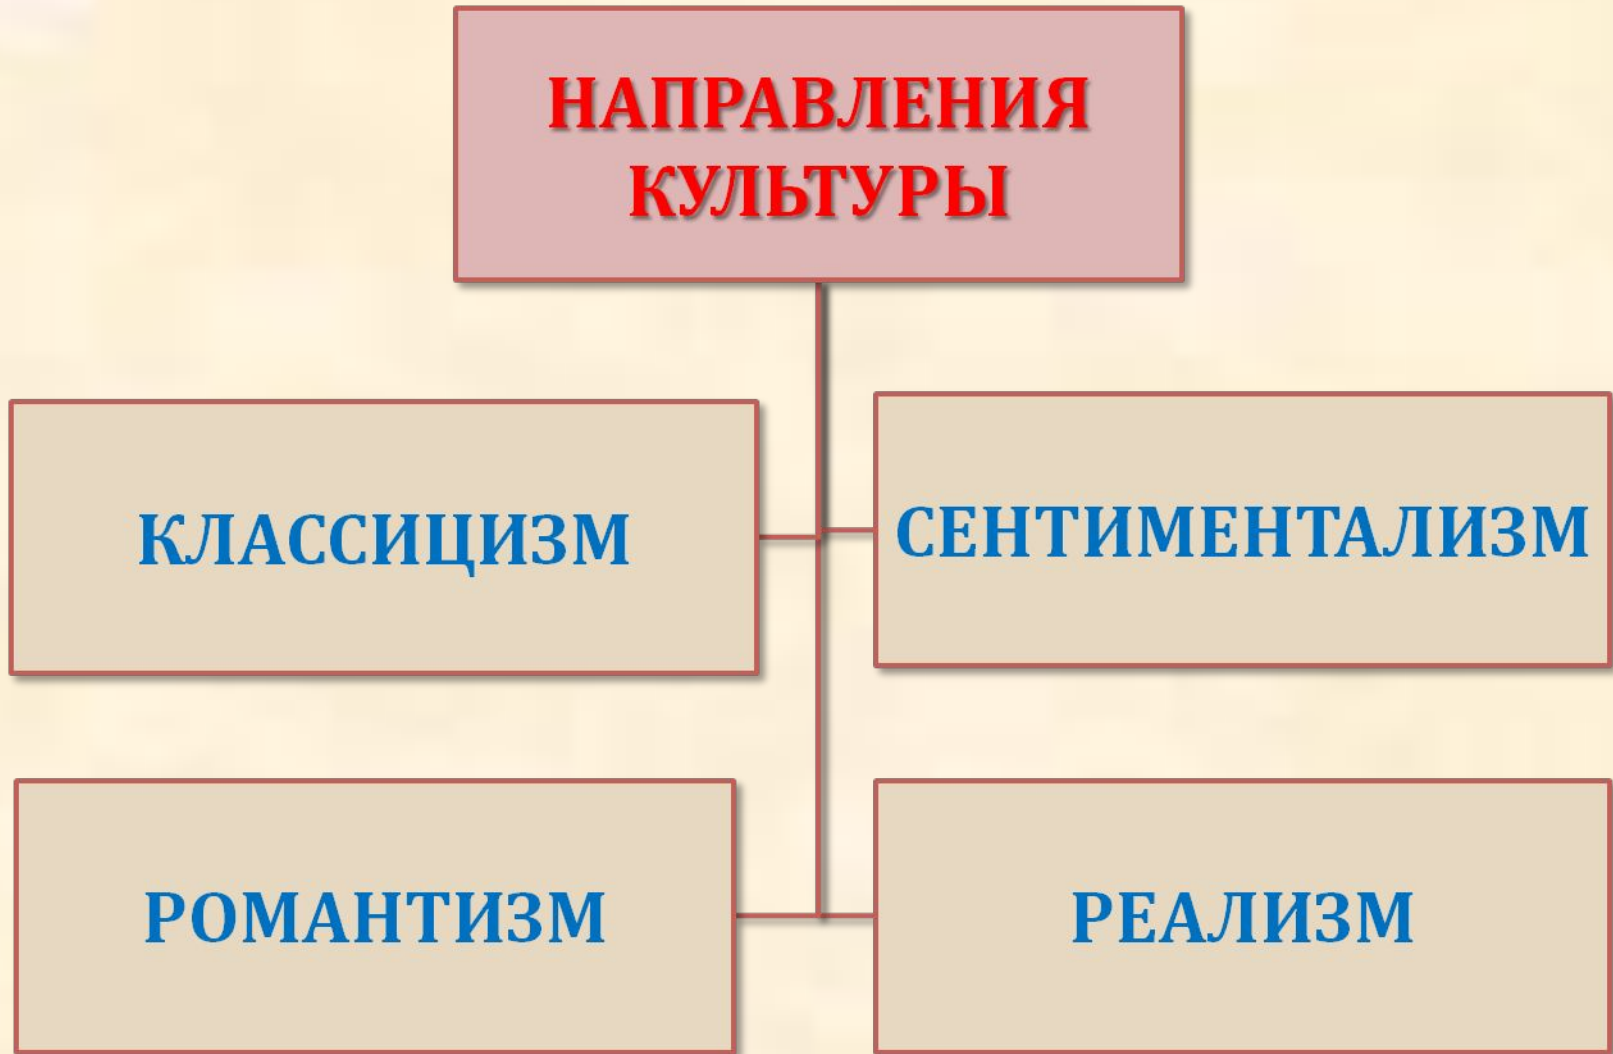 НАПРАВЛЕНИЯ
КУЛЬТУРЫ
КЛАССИЦИЗМ
СЕНТИМЕНТАЛИЗМ
РОМАНТИЗМ
РЕАЛИЗМ